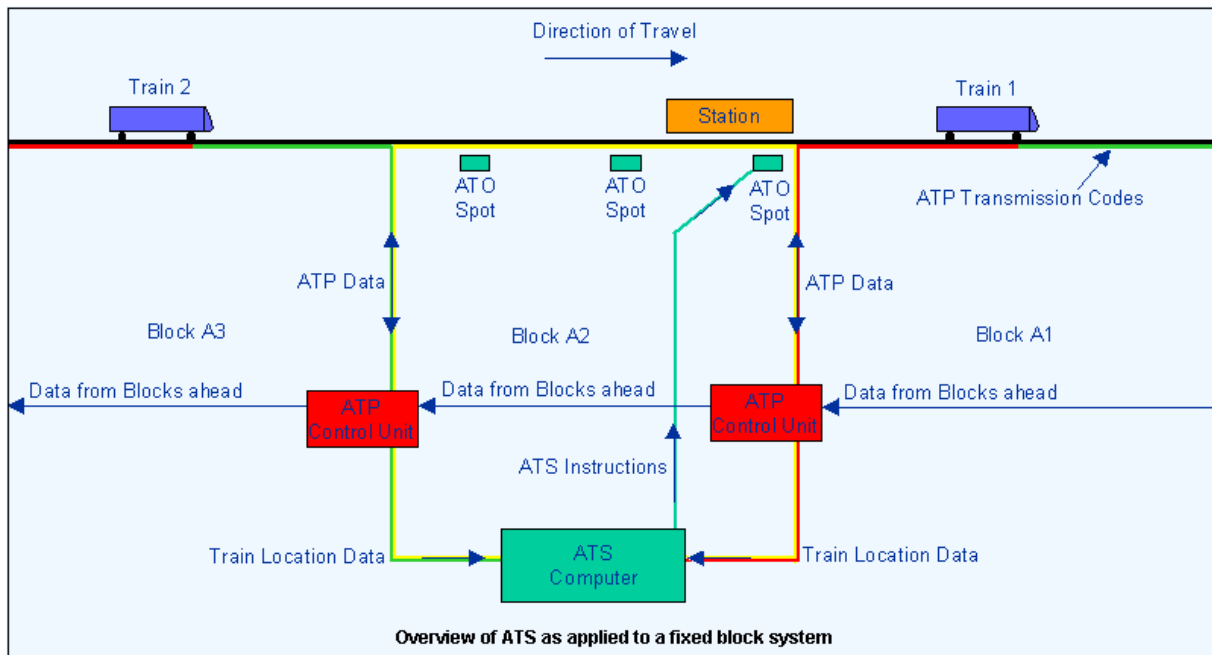 Direction of Travel
Train 2
Train 1
Station
ATO
Spot
ATO
Spot
ATO
Spot
ATP Transmission Codes
ATP Data
ATP Data
Block A3
Block A2
Block A1
Data from Blocks ahead
Data from Blocks ahead
Data from Blocks ahead
ATP
Control Unit
ATP
Control Unit
ATS Instructions
Train Location Data
ATS
Computer
Train Location Data
Overview of ATS as applied to a fixed block system